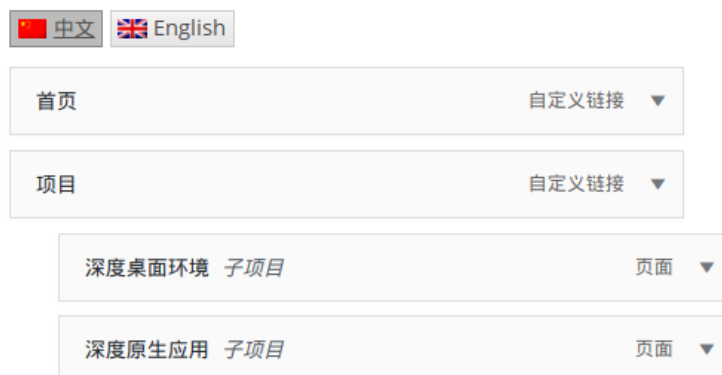 中文 English
首页 自定义链接
项目 自定义链接
深度桌面环境 子项目 页面
深度原生应用 子项目 页面